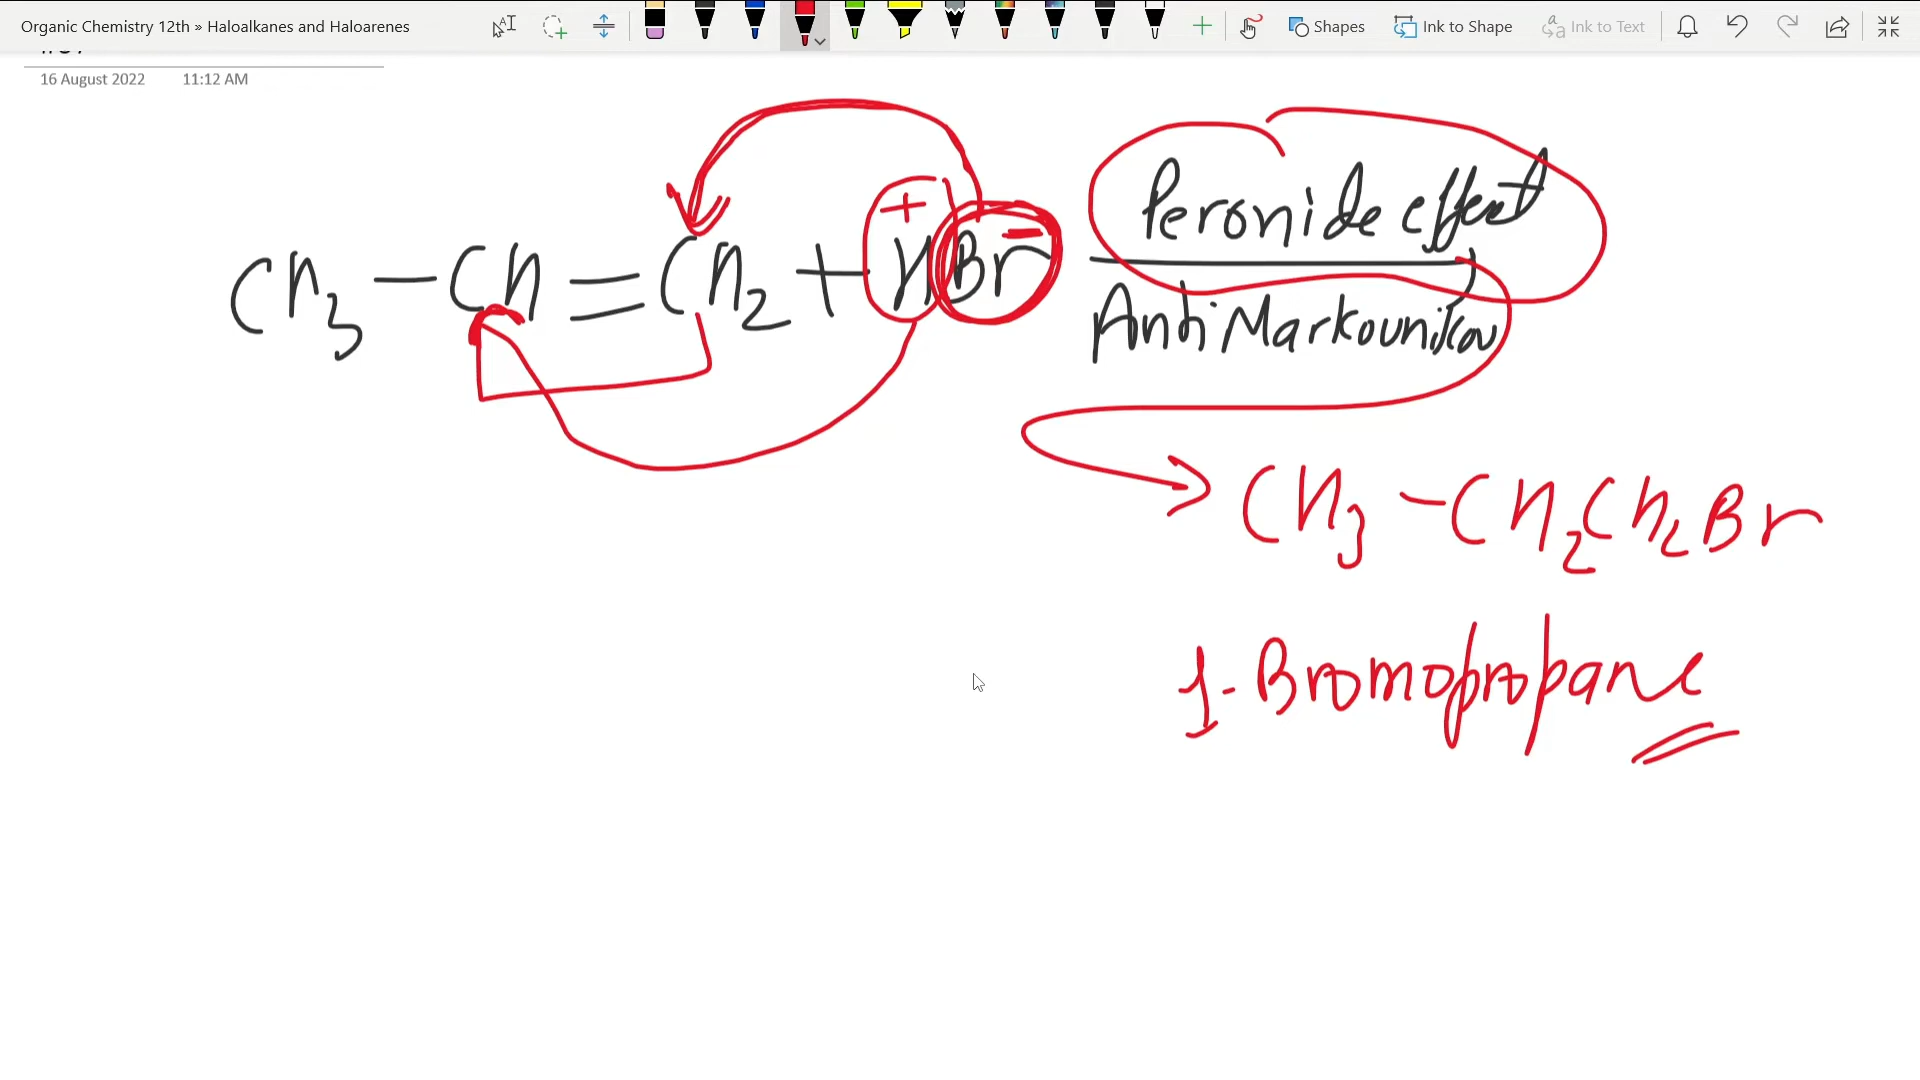 Organic Chemistry 12th » Haloalkanes and Haloarenes
Shapes
Ink to Shape
Ink to Text
16 August 2022 11:12 AM
CH3 - CH = CH2 + HBr
+ -
Peroxide effect
Anti Markovnikov
CH3 - CH2CH2Br
1-Bromopropane